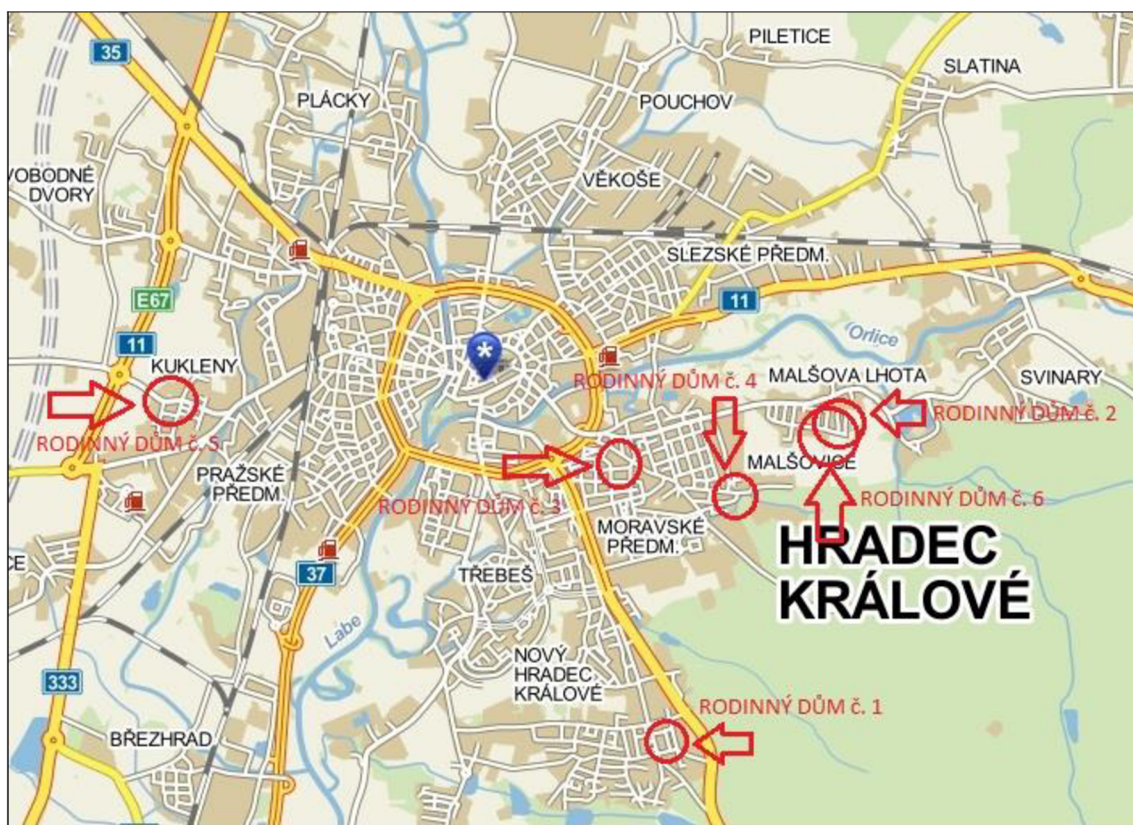 PILETICE
35
SLATINA
PLÁCKY
POUCHOV
VOBODNÉ
DVORY
VĚKOŠE
SLEZSKÉ PŘEDM.
E67
11
11
Orlice
KUKLENY
*
RODINNÝ DŮM č. 4
MALŠOVA LHOTA
SVINARY
RODINNÝ DŮM č. 2
RODINNÝ DŮM č. 5
MALŠOVICE
PRAŽSKÉ
PŘEDM.
RODINNÝ DŮM č. 3
RODINNÝ DŮM č. 6
MORAVSKÉ
PŘEDM.
HRADEC
KRÁLOVÉ
CE
37
TŘEBEŠ
Labe
NOVÝ
HRADEC
KRÁLOVÉ
333
RODINNÝ DŮM č. 1
BŘEZHRAD